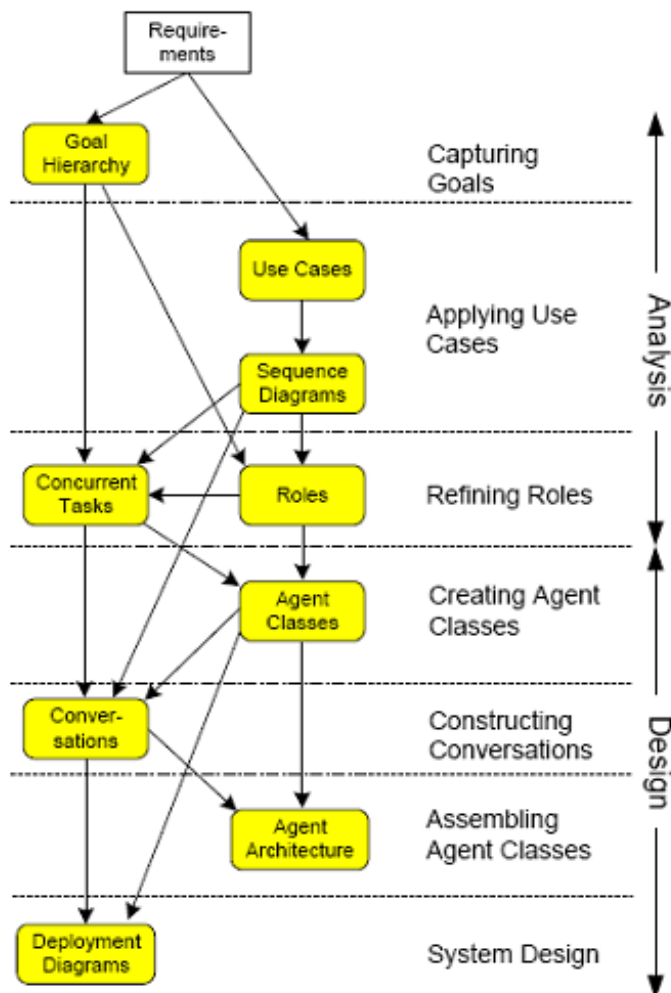 Require-
ments
Goal
Hierarchy
Capturing
Goals
Use Cases
Applying Use
Cases
Sequence
Diagrams
Analysis
Concurrent
Tasks
Roles
Refining Roles
Agent
Classes
Creating Agent
Classes
Conver-
sations
Constructing
Conversations
Design
Agent
Architecture
Assembling
Agent Classes
Deployment
Diagrams
System Design